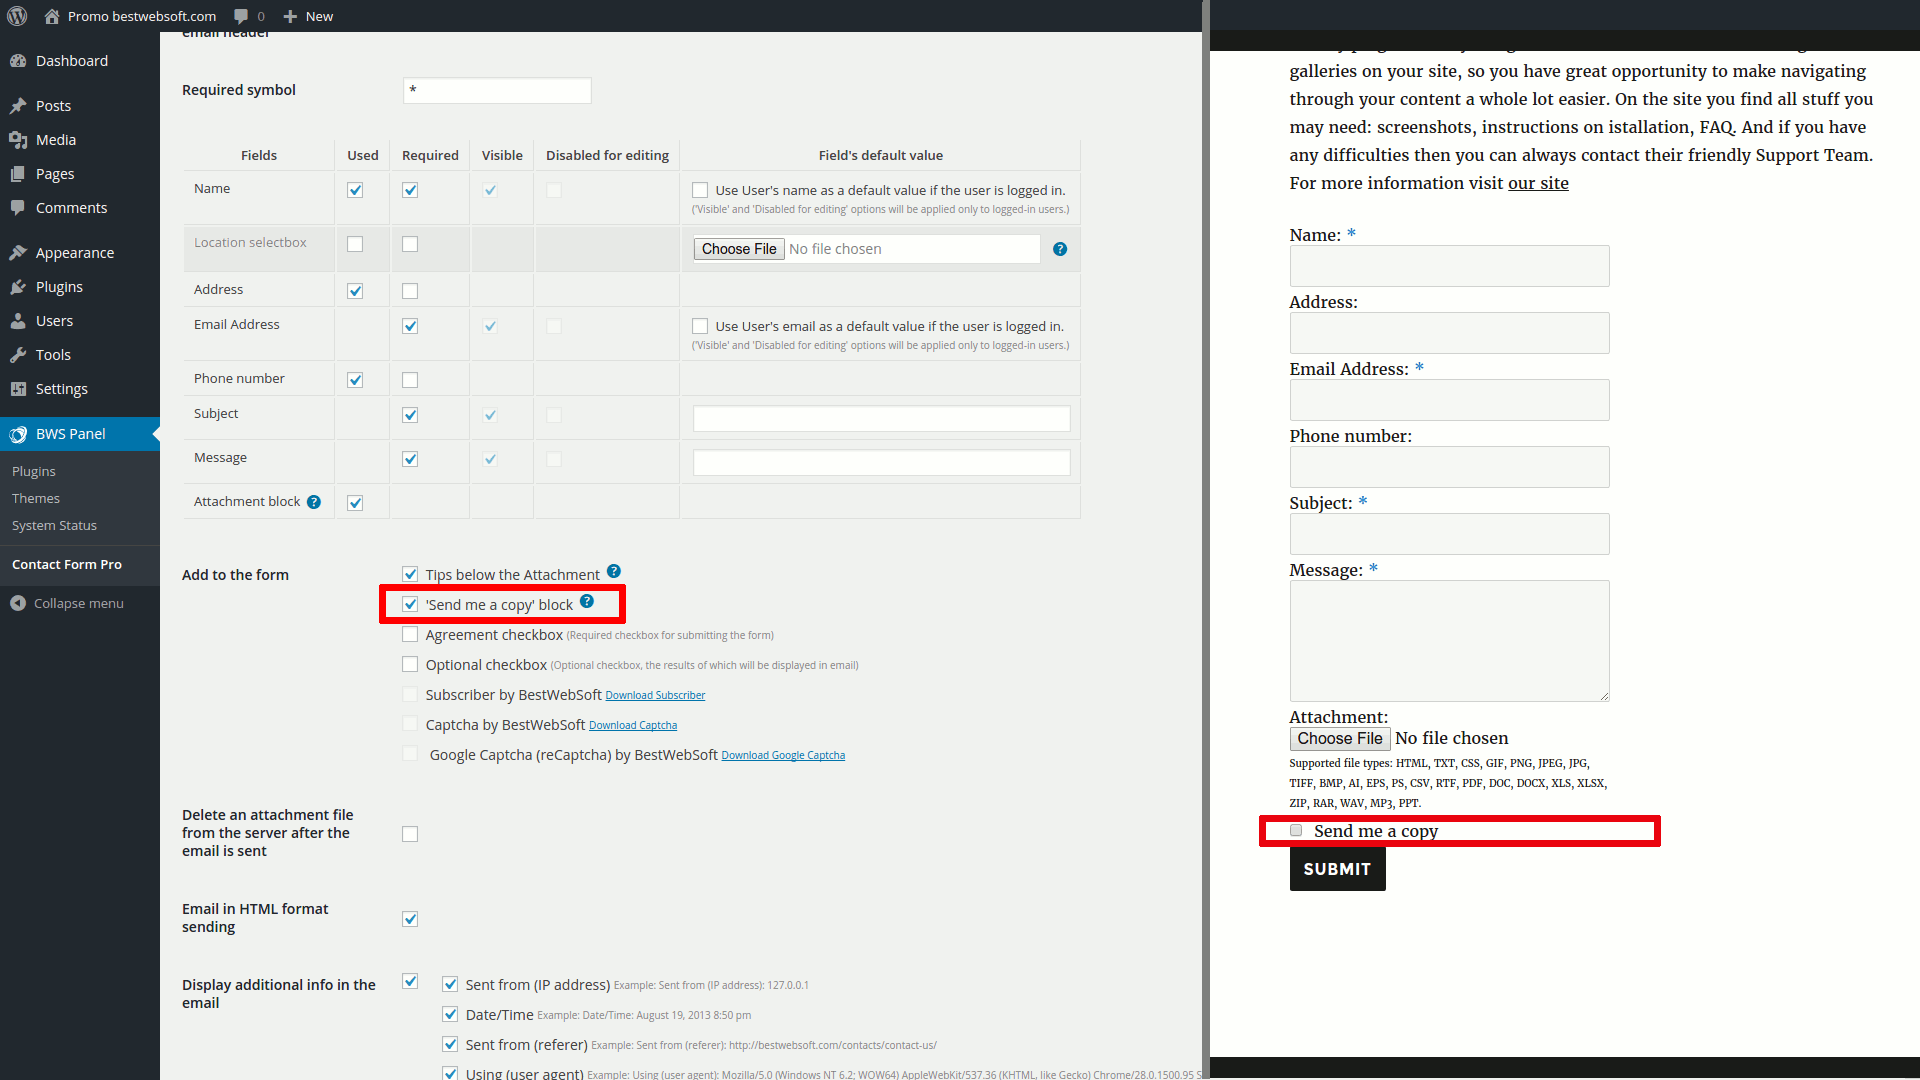 Promo bestwebsoft.com 0 New
Dashboard
Posts
Media
Pages
Comments
Appearance
Plugins
Users
Tools
Settings
BWS Panel
Plugins
Themes
System Status
Contact Form Pro
Collapse menu
email header
Required symbol *
Fields Used Required Visible Disabled for editing Field's default value
Name Use User's name as a default value if the user is logged in.
('Visible' and 'Disabled for editing' options will be applied only to logged-in users.)
Location selectbox Choose File No file chosen ?
Address
Email Address Use User's email as a default value if the user is logged in.
('Visible' and 'Disabled for editing' options will be applied only to logged-in users.)
Phone number
Subject
Message
Attachment block ?
Add to the form
Tips below the Attachment ?
'Send me a copy' block ?
Agreement checkbox (Required checkbox for submitting the form)
Optional checkbox (Optional checkbox, the results of which will be displayed in email)
Subscriber by BestWebSoft Download Subscriber
Captcha by BestWebSoft Download Captcha
Google Captcha (reCaptcha) by BestWebSoft Download Google Captcha
Delete an attachment file
from the server after the
email is sent
Email in HTML format
sending
Display additional info in the
email
Sent from (IP address) Example: Sent from (IP address): 127.0.0.1
Date/Time Example: Date/Time: August 19, 2013 8:50 pm
Sent from (referer) Example: Sent from (referer): http://bestwebsoft.com/contacts/contact-us/
Using (user agent) Example: Using (user agent): Mozilla/5.0 (Windows NT 6.2; WOW64) AppleWebKit/537.36 (KHTML, like Gecko) Chrome/28.0.1500.95 S
galleries on your site, so you have great opportunity to make navigating
through your content a whole lot easier. On the site you find all stuff you
may need: screenshots, instructions on istallation, FAQ. And if you have
any difficulties then you can always contact their friendly Support Team.
For more information visit our site
Name: *
Address:
Email Address: *
Phone number:
Subject: *
Message: *
Attachment:
Choose File No file chosen
Supported file types: HTML, TXT, CSS, GIF, PNG, JPEG, JPG,
TIFF, BMP, AI, EPS, PS, CSV, RTF, PDF, DOC, DOCX, XLS, XLSX,
ZIP, RAR, WAV, MP3, PPT.
Send me a copy
SUBMIT